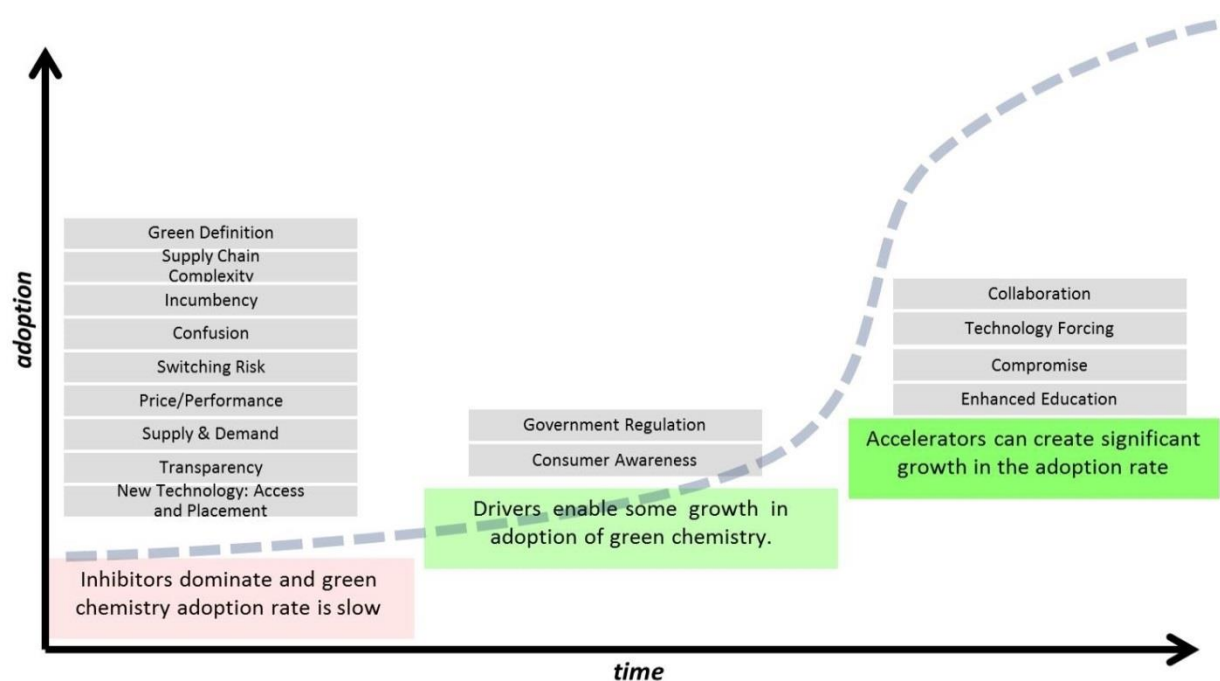 adoption
Green Definition
Supply Chain
Complexity
Incumbency
Confusion
Switching Risk
Price/Performance
Supply & Demand
Transparency
New Technology: Access
and Placement
Inhibitors dominate and green
chemistry adoption rate is slow
Government Regulation
Consumer Awareness
Drivers enable some growth in
adoption of green chemistry.
Collaboration
Technology Forcing
Compromise
Enhanced Education
Accelerators can create significant
growth in the adoption rate
time